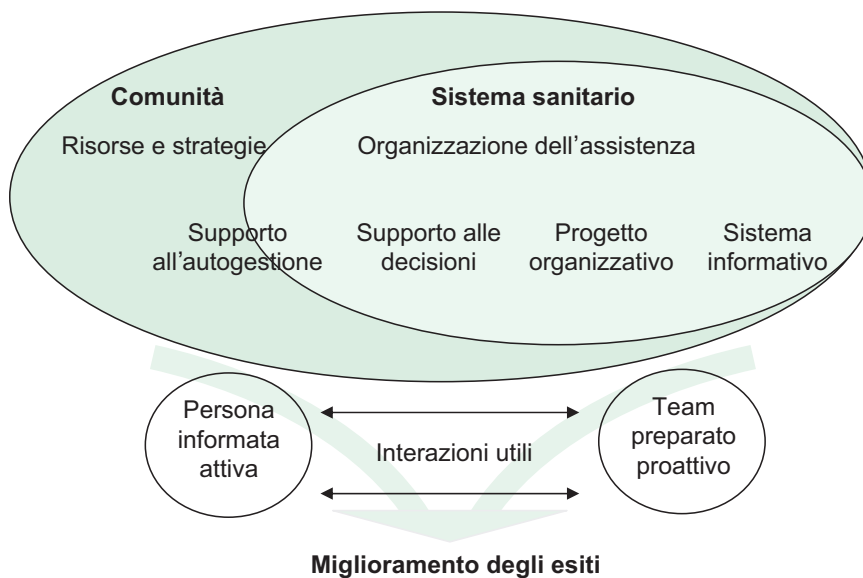 Comunità
Sistema sanitario
Risorse e strategie
Organizzazione dell’assistenza
Supporto
all’autogestione
Supporto alle
decisioni
Progetto
organizzativo
Sistema
informativo
Persona
informata
attiva
Interazioni utili
Team
preparato
proattivo
Miglioramento degli esiti